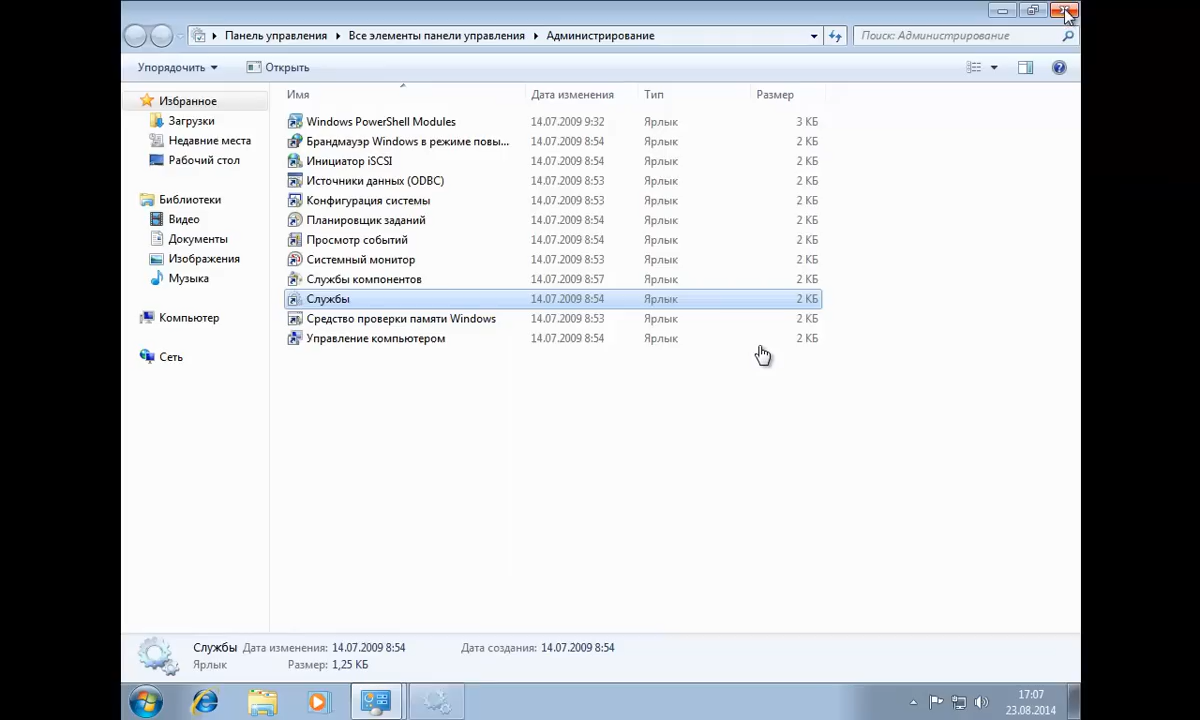 Панель управления Все элементы панели управления Администрирование Поиск: Администрирование
Упорядочить Открыть
Имя Дата изменения Тип Размер
Избранное
Загрузки
Недавние места
Рабочий стол
Библиотеки
Видео
Документы
Изображения
Музыка
Компьютер
Сеть
Windows PowerShell Modules 14.07.2009 9:32 Ярлык 3 КБ
Брандмауэр Windows в режиме повы... 14.07.2009 8:54 Ярлык 2 КБ
Инициатор iSCSI 14.07.2009 8:54 Ярлык 2 КБ
Источники данных (ODBC) 14.07.2009 8:53 Ярлык 2 КБ
Конфигурация системы 14.07.2009 8:53 Ярлык 2 КБ
Планировщик заданий 14.07.2009 8:54 Ярлык 2 КБ
Просмотр событий 14.07.2009 8:54 Ярлык 2 КБ
Системный монитор 14.07.2009 8:53 Ярлык 2 КБ
Службы компонентов 14.07.2009 8:57 Ярлык 2 КБ
Службы 14.07.2009 8:54 Ярлык 2 КБ
Средство проверки памяти Windows 14.07.2009 8:53 Ярлык 2 КБ
Управление компьютером 14.07.2009 8:54 Ярлык 2 КБ
Службы Дата изменения: 14.07.2009 8:54 Дата создания: 14.07.2009 8:54
Ярлык Размер: 1,25 КБ
17:07
23.08.2014